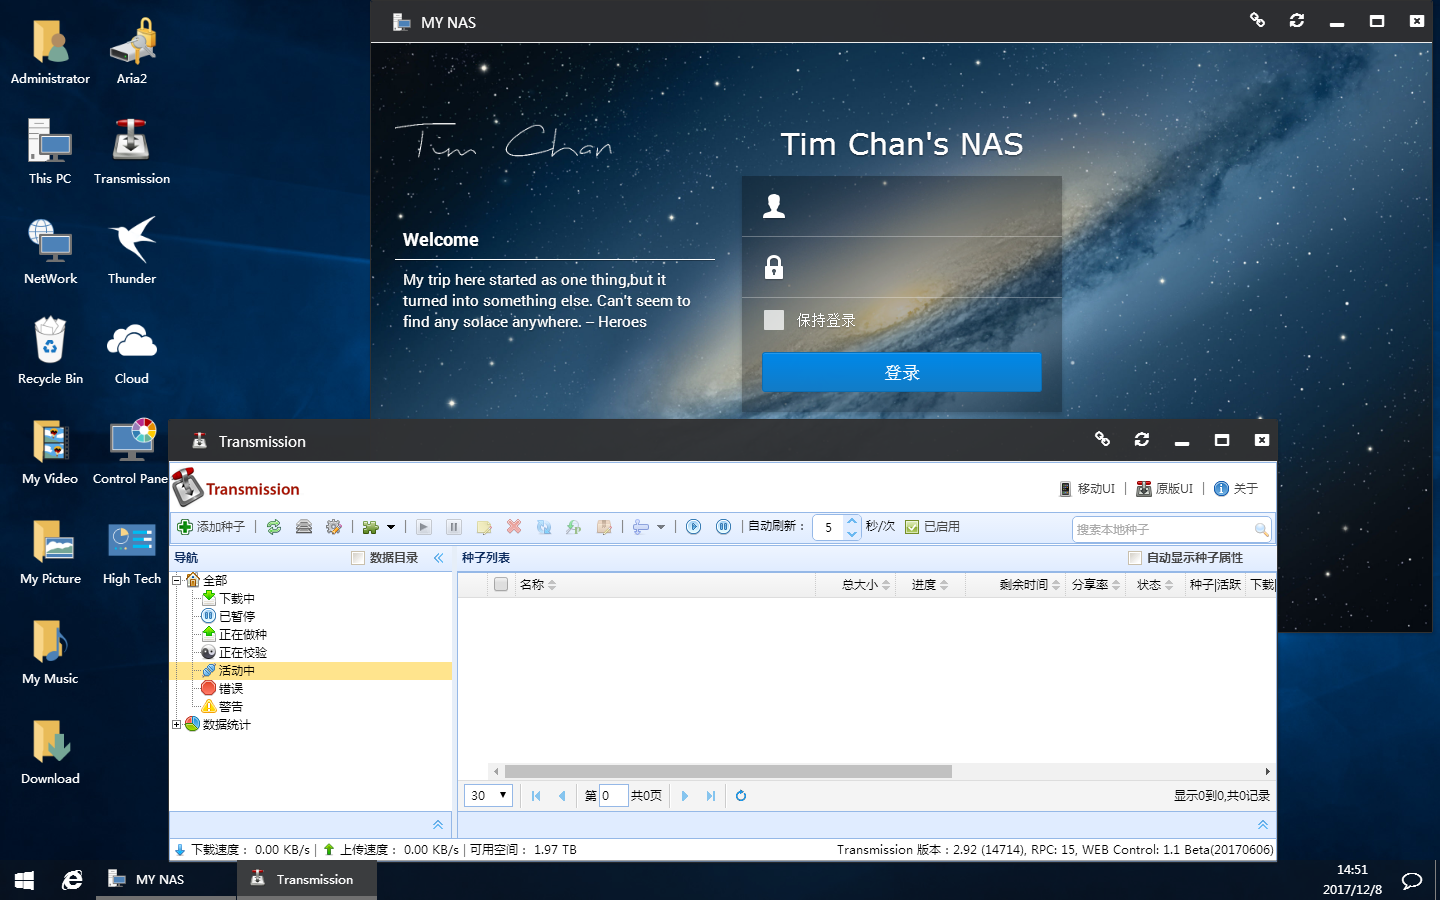 Administrator
Aria2
This PC
Transmission
NetWork
Thunder
Recycle Bin
Cloud
My Video
Control Pane
My Picture
High Tech
My Music
Download
MY NAS
Tim Chan
Welcome
My trip here started as one thing,but it
turned into something else. Can't seem to
find any solace anywhere. – Heroes
Tim Chan's NAS
保持登录
登录
Transmission
Transmission
移动UI | 原版UI | 关于
添加种子
自动刷新： 5 秒/次 已启用
搜索本地种子
导航
数据目录
种子列表
自动显示种子属性
全部
下载中
已暂停
正在做种
正在校验
活动中
错误
警告
数据统计
名称 总大小 进度 剩余时间 分享率 状态 种子|活跃 下载|
30 第 0 共0页
显示0到0,共0记录
下载速度： 0.00 KB/s | 上传速度： 0.00 KB/s | 可用空间： 1.97 TB
Transmission 版本：2.92 (14714), RPC: 15, WEB Control: 1.1 Beta(20170606)
MY NAS
Transmission
14:51
2017/12/8